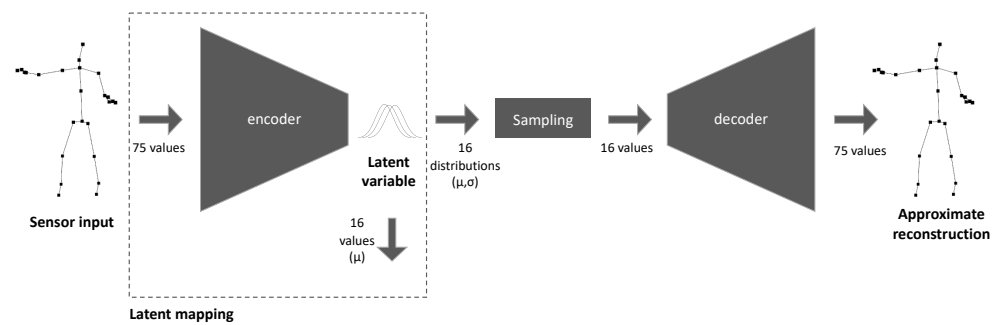 encoder
Sampling
decoder
75 values
Latent
variable
16
distributions
(μ,σ)
16 values
75 values
Sensor input
16
values
(μ)
Approximate
reconstruction
Latent mapping